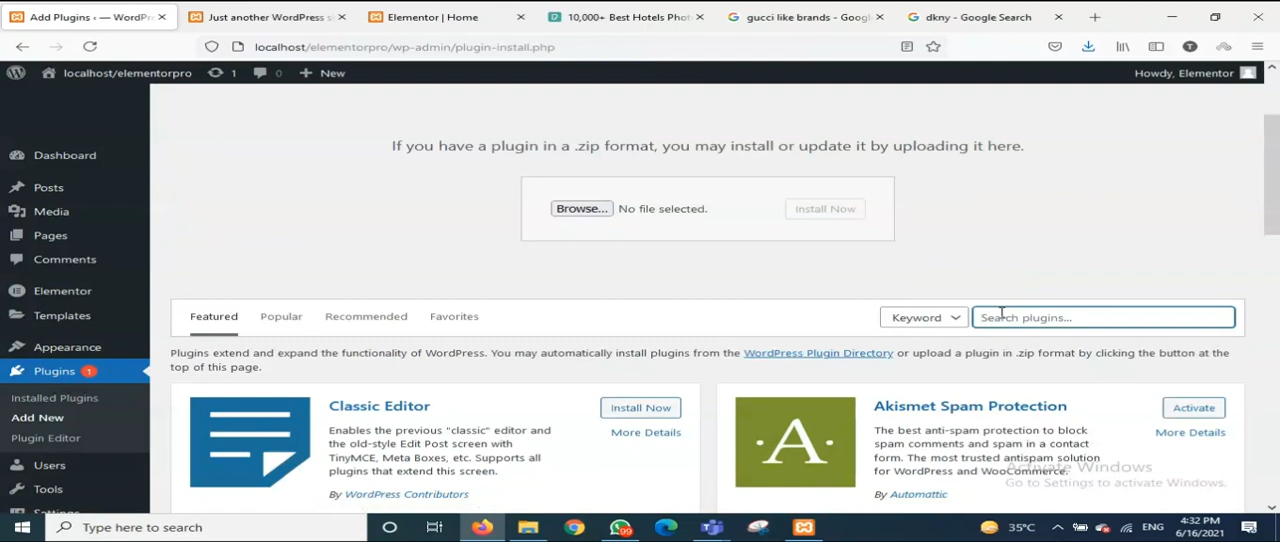 Add Plugins ‹ — WordPr
Just another WordPress s
Elementor | Home
10,000+ Best Hotels Phot
gucci like brands - Googl
dkny - Google Search
localhost/elementorpro/wp-admin/plugin-install.php
localhost/elementorpro
1
0
New
Howdy, Elementor
Dashboard
Posts
Media
Pages
Comments
Elementor
Templates
Appearance
Plugins 1
Installed Plugins
Add New
Plugin Editor
Users
Tools
Settings
If you have a plugin in a .zip format, you may install or update it by uploading it here.
Browse... No file selected.
Install Now
Featured
Popular
Recommended
Favorites
Keyword
Search plugins...
Plugins extend and expand the functionality of WordPress. You may automatically install plugins from the WordPress Plugin Directory or upload a plugin in .zip format by clicking the button at the
top of this page.
Classic Editor
Install Now
More Details
Enables the previous "classic" editor and
the old-style Edit Post screen with
TinyMCE, Meta Boxes, etc. Supports all
plugins that extend this screen.
By WordPress Contributors
A
Akismet Spam Protection
Activate
More Details
The best anti-spam protection to block
spam comments and spam in a contact
form. The most trusted antispam solution
for WordPress and WooCommerce.
By Automattic
Activate Windows
Go to Settings to activate Windows.
Type here to search
99
35°C
ENG
4:32 PM
6/16/2021